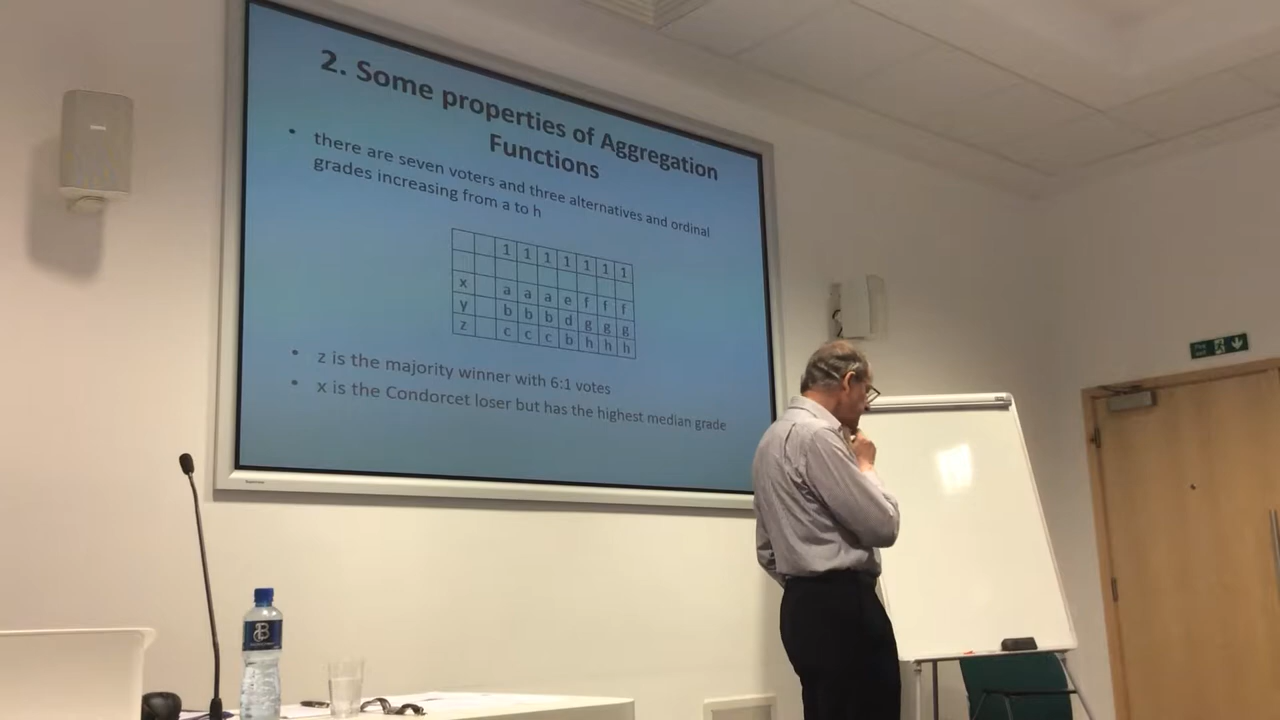 2. Some properties of Aggregation
Functions
• there are seven voters and three alternatives and ordinal
grades increasing from a to h
1 1 1 1 1 1 1
x a a a e f f f
y b b b d g g g
z c c c b h h h
• z is the majority winner with 6:1 votes
• x is the Condorcet loser but has the highest median grade